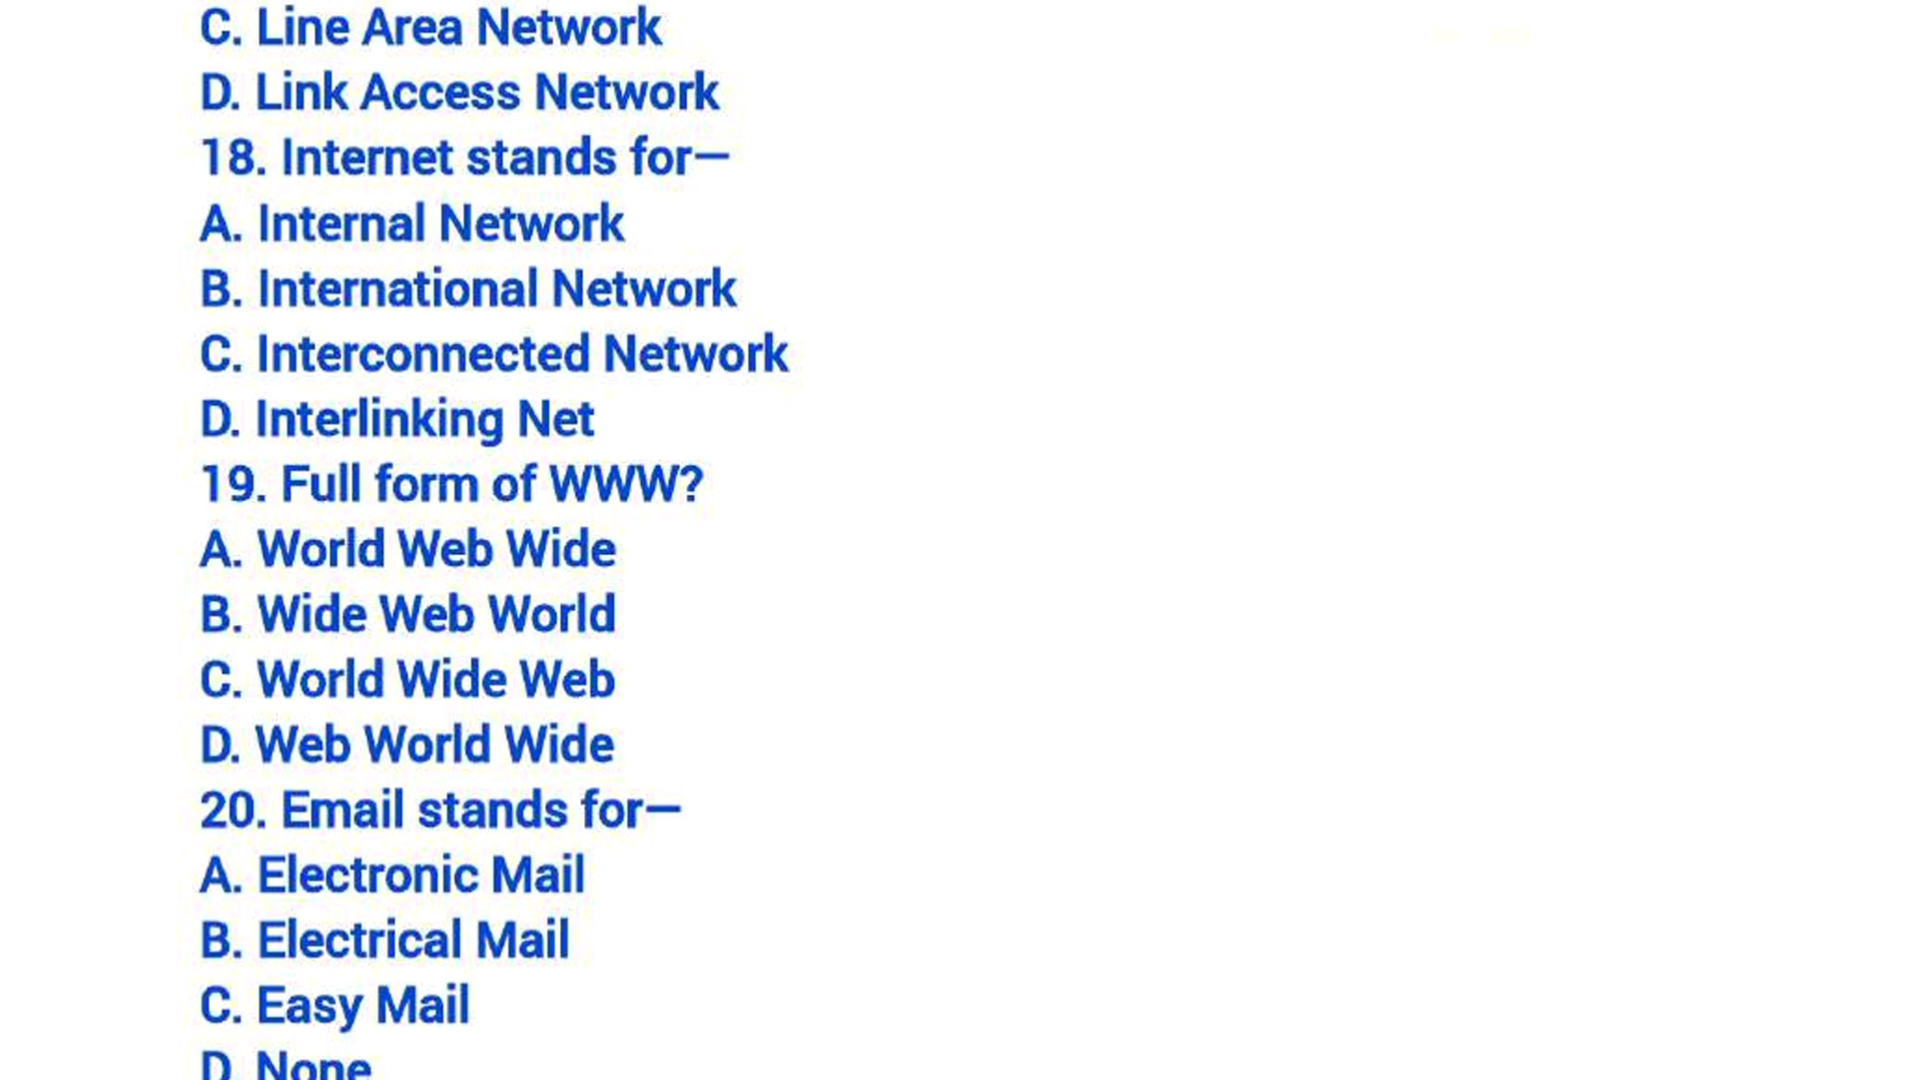 C. Line Area Network
D. Link Access Network
18. Internet stands for—
A. Internal Network
B. International Network
C. Interconnected Network
D. Interlinking Net
19. Full form of WWW?
A. World Web Wide
B. Wide Web World
C. World Wide Web
D. Web World Wide
20. Email stands for—
A. Electronic Mail
B. Electrical Mail
C. Easy Mail
D. None